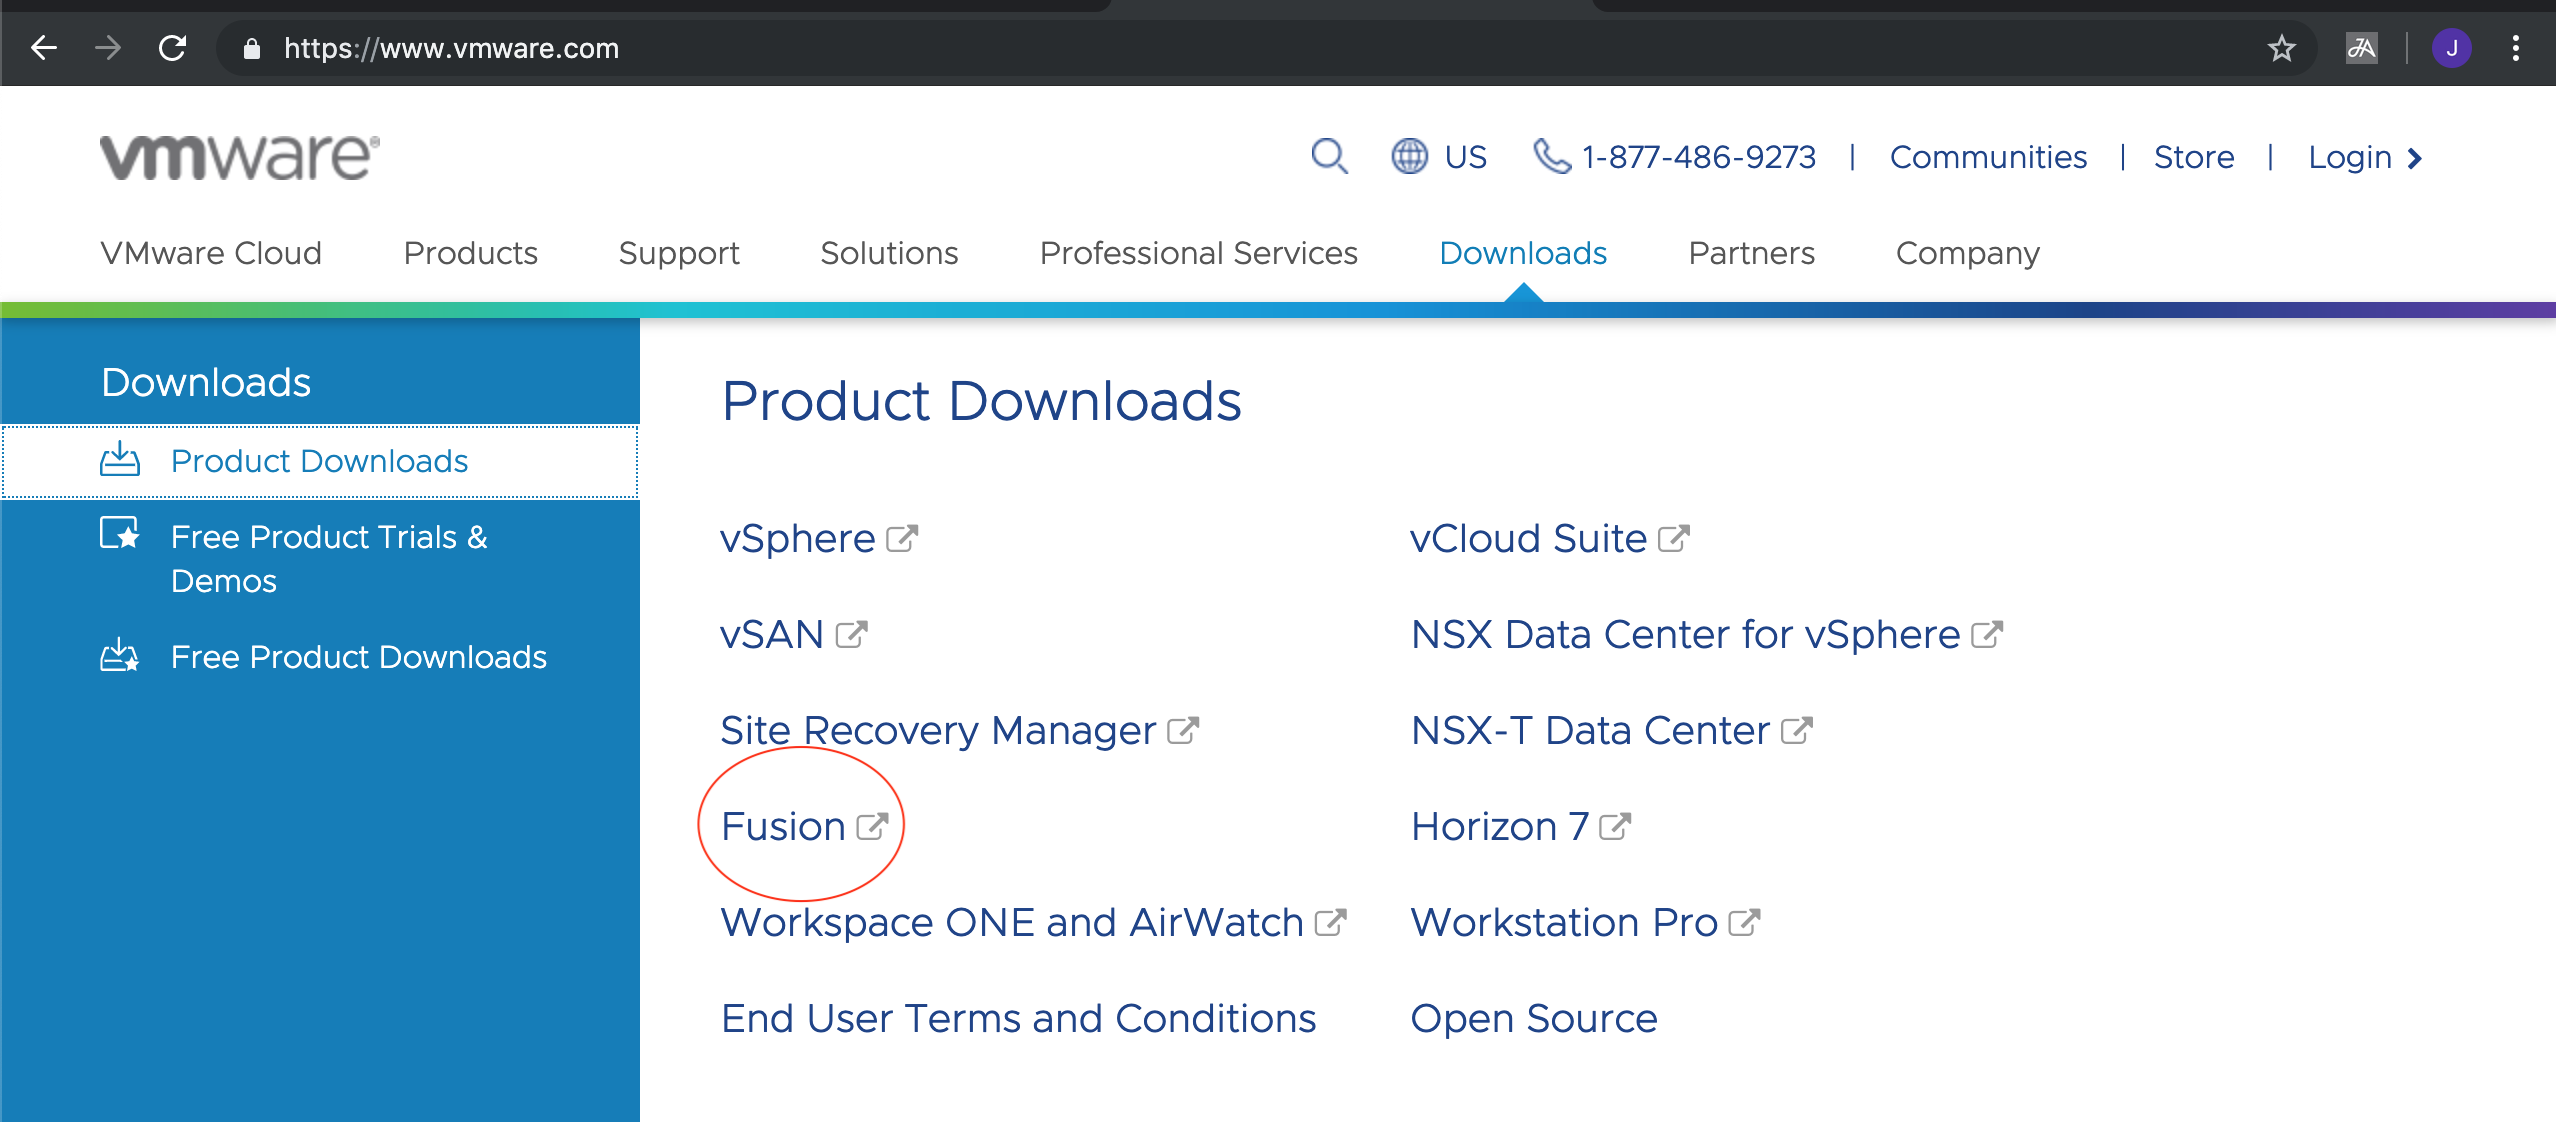 https://www.vmware.com
J
vmware®
US
1-877-486-9273 | Communities | Store | Login
VMware Cloud Products Support Solutions Professional Services Downloads Partners Company
Downloads
Product Downloads
Free Product Trials &
Demos
Free Product Downloads
Product Downloads
vSphere
vCloud Suite
vSAN
NSX Data Center for vSphere
Site Recovery Manager
NSX-T Data Center
Fusion
Horizon 7
Workspace ONE and AirWatch
Workstation Pro
End User Terms and Conditions
Open Source